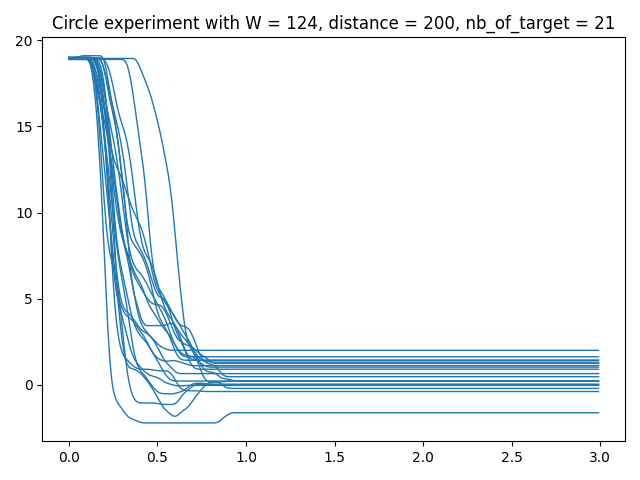 Circle experiment with W = 124, distance = 200, nb_of_target = 21
20
15
10
5
0
0.0 0.5 1.0 1.5 2.0 2.5 3.0